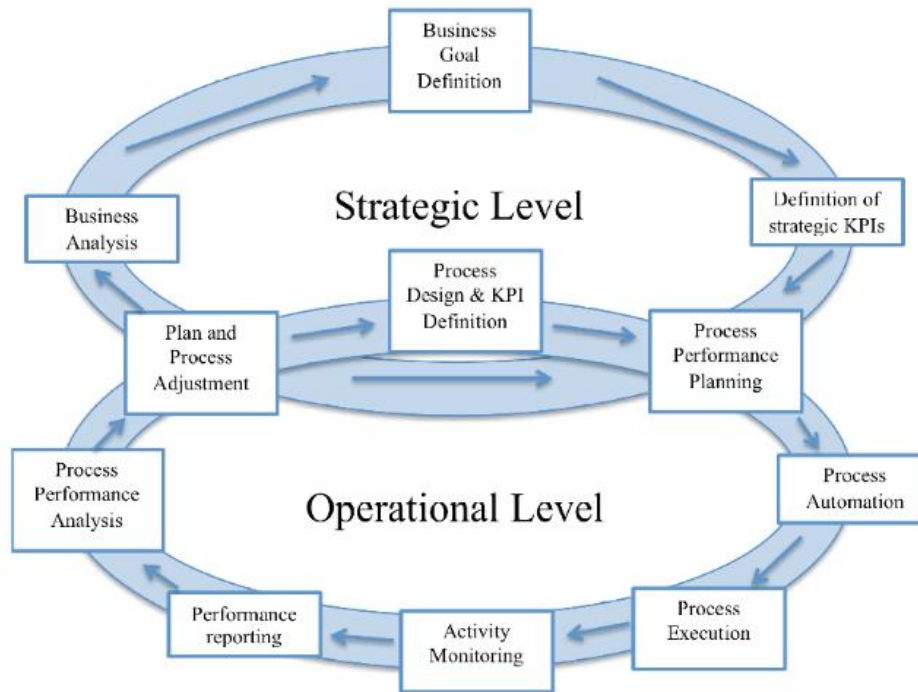 Business
Goal
Definition
Business
Analysis
Strategic Level
Definition of
strategic KPIs
Process
Design & KPI
Definition
Plan and
Process
Adjustment
Process
Performance
Planning
Process
Performance
Analysis
Operational Level
Process
Automation
Performance
reporting
Activity
Monitoring
Process
Execution